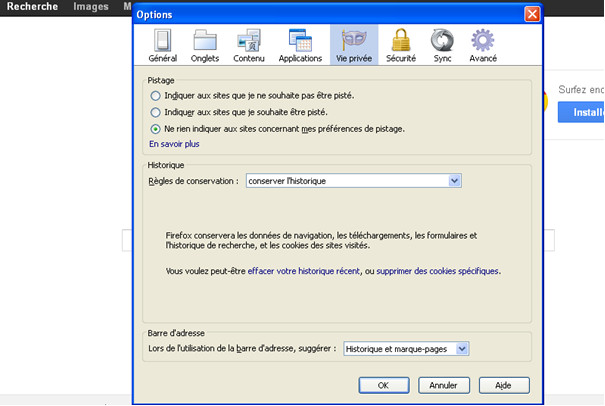 Recherche Images M
Options
Général Onglets Contenu Applications Vie privée Sécurité Sync Avancé
Pistage
Indiquer aux sites que je ne souhaite pas être pisté.
Indiquer aux sites que je souhaite être pisté.
Ne rien indiquer aux sites concernant mes préférences de pistage.
En savoir plus
Surfez enc
Installe
Historique
Règles de conservation : conserver l'historique
Firefox conservera les données de navigation, les téléchargements, les formulaires et
l'historique de recherche, et les cookies des sites visités.
Vous voulez peut-être effacer votre historique récent, ou supprimer des cookies spécifiques.
Barre d'adresse
Lors de l'utilisation de la barre d'adresse, suggérer : Historique et marque-pages
OK Annuler Aide